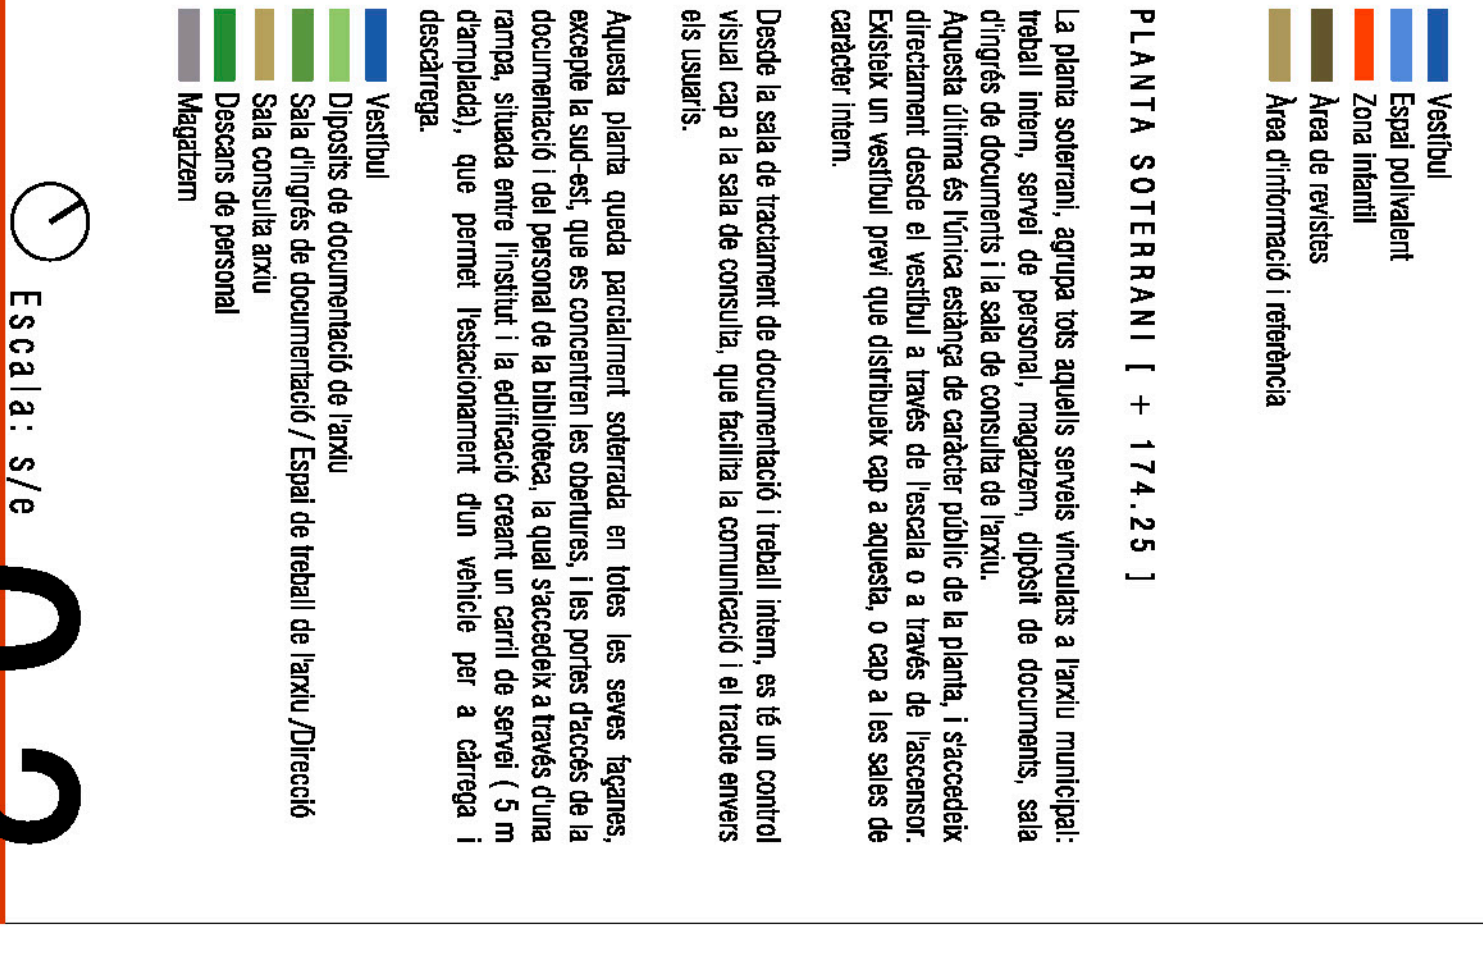 Vestíbul
Espai polivalent
Zona infantil
Àrea de revistes
Àrea d'informació i referència
PLANTA SOTERRANI [ + 174.25 ]
La planta soterrani, agrupa tots aquells serveis vinculats a l'arxiu municipal:
treball intern, servei de personal, magatzem, dipòsit de documents, sala
d'ingrés de documents i la sala de consulta de l'arxiu.
Aquesta última és l'única estànça de caràcter públic de la planta, i s'accedeix
directament desde el vestíbul a través de l'escala o a través de l'ascensor.
Existeix un vestíbul previ que distribueix cap a aquesta, o cap a les sales de
caràcter intern.
Desde la sala de tractament de documentació i treball intern, es té un control
visual cap a la sala de consulta, que facilita la comunicació i el tracte envers
els usuaris.
Aquesta planta queda parcialment soterrada en totes les seves façanes,
excepte la sud-est, que es concentren les obertures, i les portes d'accés de la
documentació i del personal de la biblioteca, la qual s'accedeix a través d'una
rampa, situada entre l'institut i la edificació creant un carril de servei ( 5 m
d'amplada), que permet l'estacionament d'un vehicle per a càrrega i
descàrrega.
Vestíbul
Diposits de documentació de l'arxiu
Sala d'ingrés de documentació / Espai de treball de l'arxiu /Direcció
Sala consulta arxiu
Descans de personal
Magatzem
Escala: s/e